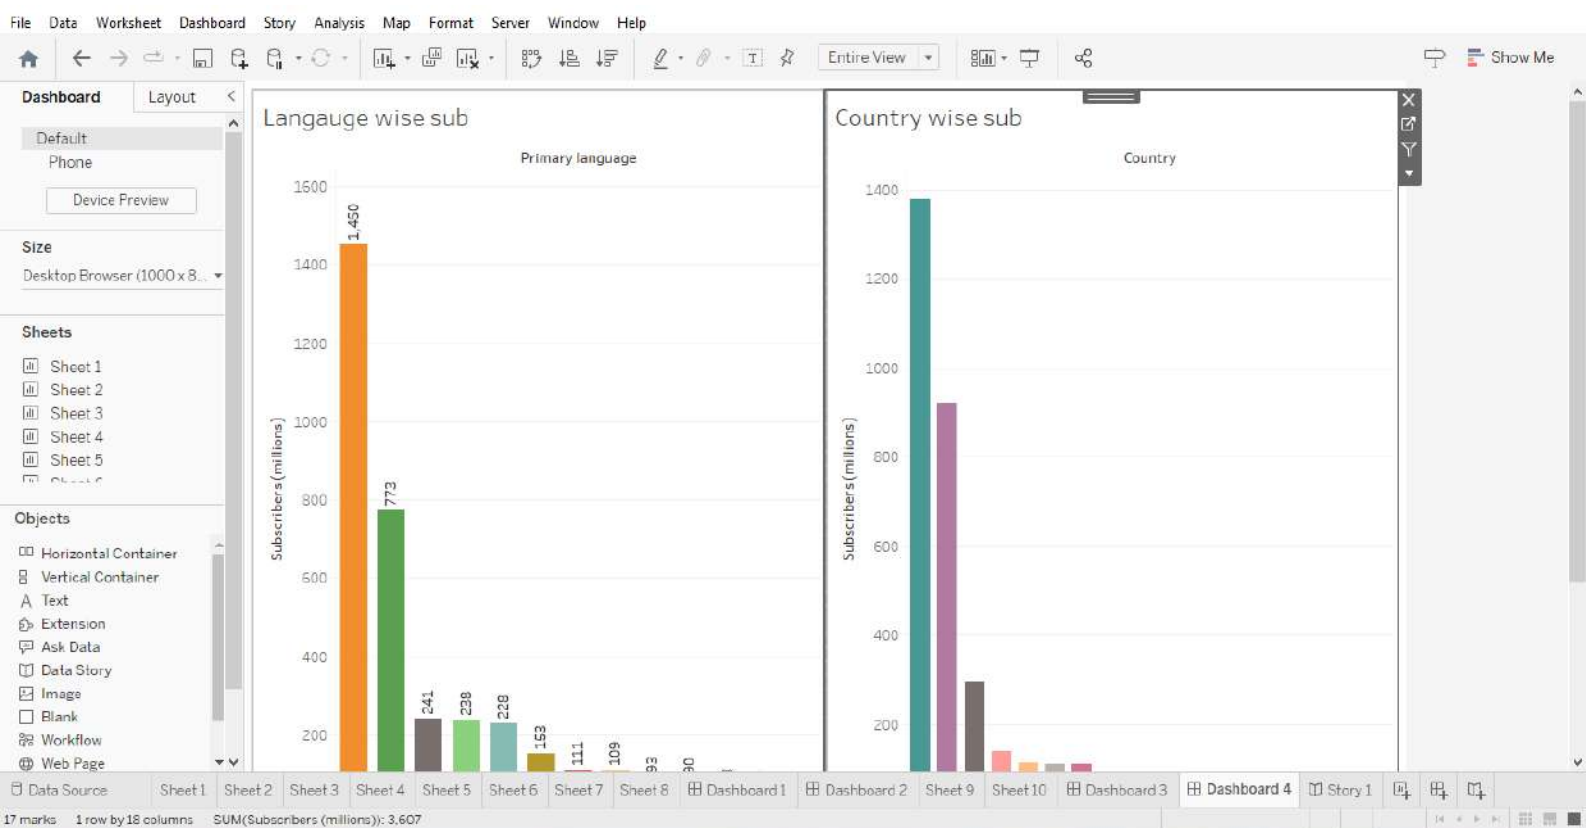 File Data Worksheet Dashboard Story Analysis Map Format Server Window Help
Entire View
Show Me
Dashboard Layout
Default
Phone
Device Preview
Size
Desktop Browser (1000 x 8...
Sheets
Sheet 1
Sheet 2
Sheet 3
Sheet 4
Sheet 5
Objects
Horizontal Container
Vertical Container
Text
Extension
Ask Data
Data Story
Image
Blank
Workflow
Web Page
Langauge wise sub
Primary language
1600
1400
1200
1000
800
600
400
200
Subscribers (millions)
1,450
773
241
238
228
153
111
109
93
90
Country wise sub
Country
1400
1200
1000
800
600
400
200
Subscribers (millions)
Data Source Sheet 1 Sheet 2 Sheet 3 Sheet 4 Sheet 5 Sheet 6 Sheet 7 Sheet 8 Dashboard 1 Dashboard 2 Sheet 9 Sheet 10 Dashboard 3 Dashboard 4 Story 1
17 marks 1 row by 18 columns SUM(Subscribers (millions)): 3,607